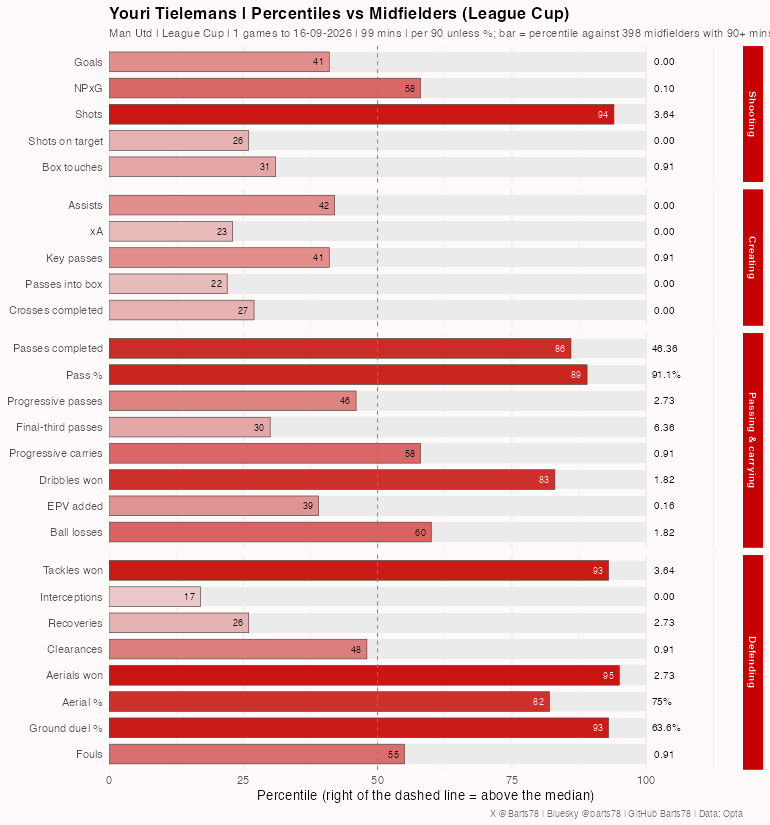 Youri Tielemans | Percentiles vs Midfielders (League Cup)
Man Utd | League Cup | 1 games to 16-09-2026 | 99 mins | per 90 unless %; bar = percentile against 398 midfielders with 90+ mins
Goals 41 0.00
NPxG 58 0.10
Shots 94 3.64
Shots on target 26 0.00
Box touches 31 0.91
Shooting
Assists 42 0.00
xA 23 0.00
Key passes 41 0.91
Passes into box 22 0.00
Crosses completed 27 0.00
Creating
Passes completed 86 46.36
Pass % 89 91.1%
Progressive passes 46 2.73
Final-third passes 30 6.36
Progressive carries 58 0.91
Dribbles won 83 1.82
EPV added 39 0.16
Ball losses 60 1.82
Passing & carrying
Tackles won 93 3.64
Interceptions 17 0.00
Recoveries 26 2.73
Clearances 48 0.91
Aerials won 95 2.73
Aerial % 82 75%
Ground duel % 93 63.6%
Fouls 55 0.91
Defending
0 25 50 75 100
Percentile (right of the dashed line = above the median)
X @Barts78 | Bluesky @barts78 | GitHub Barts78 | Data: Opta